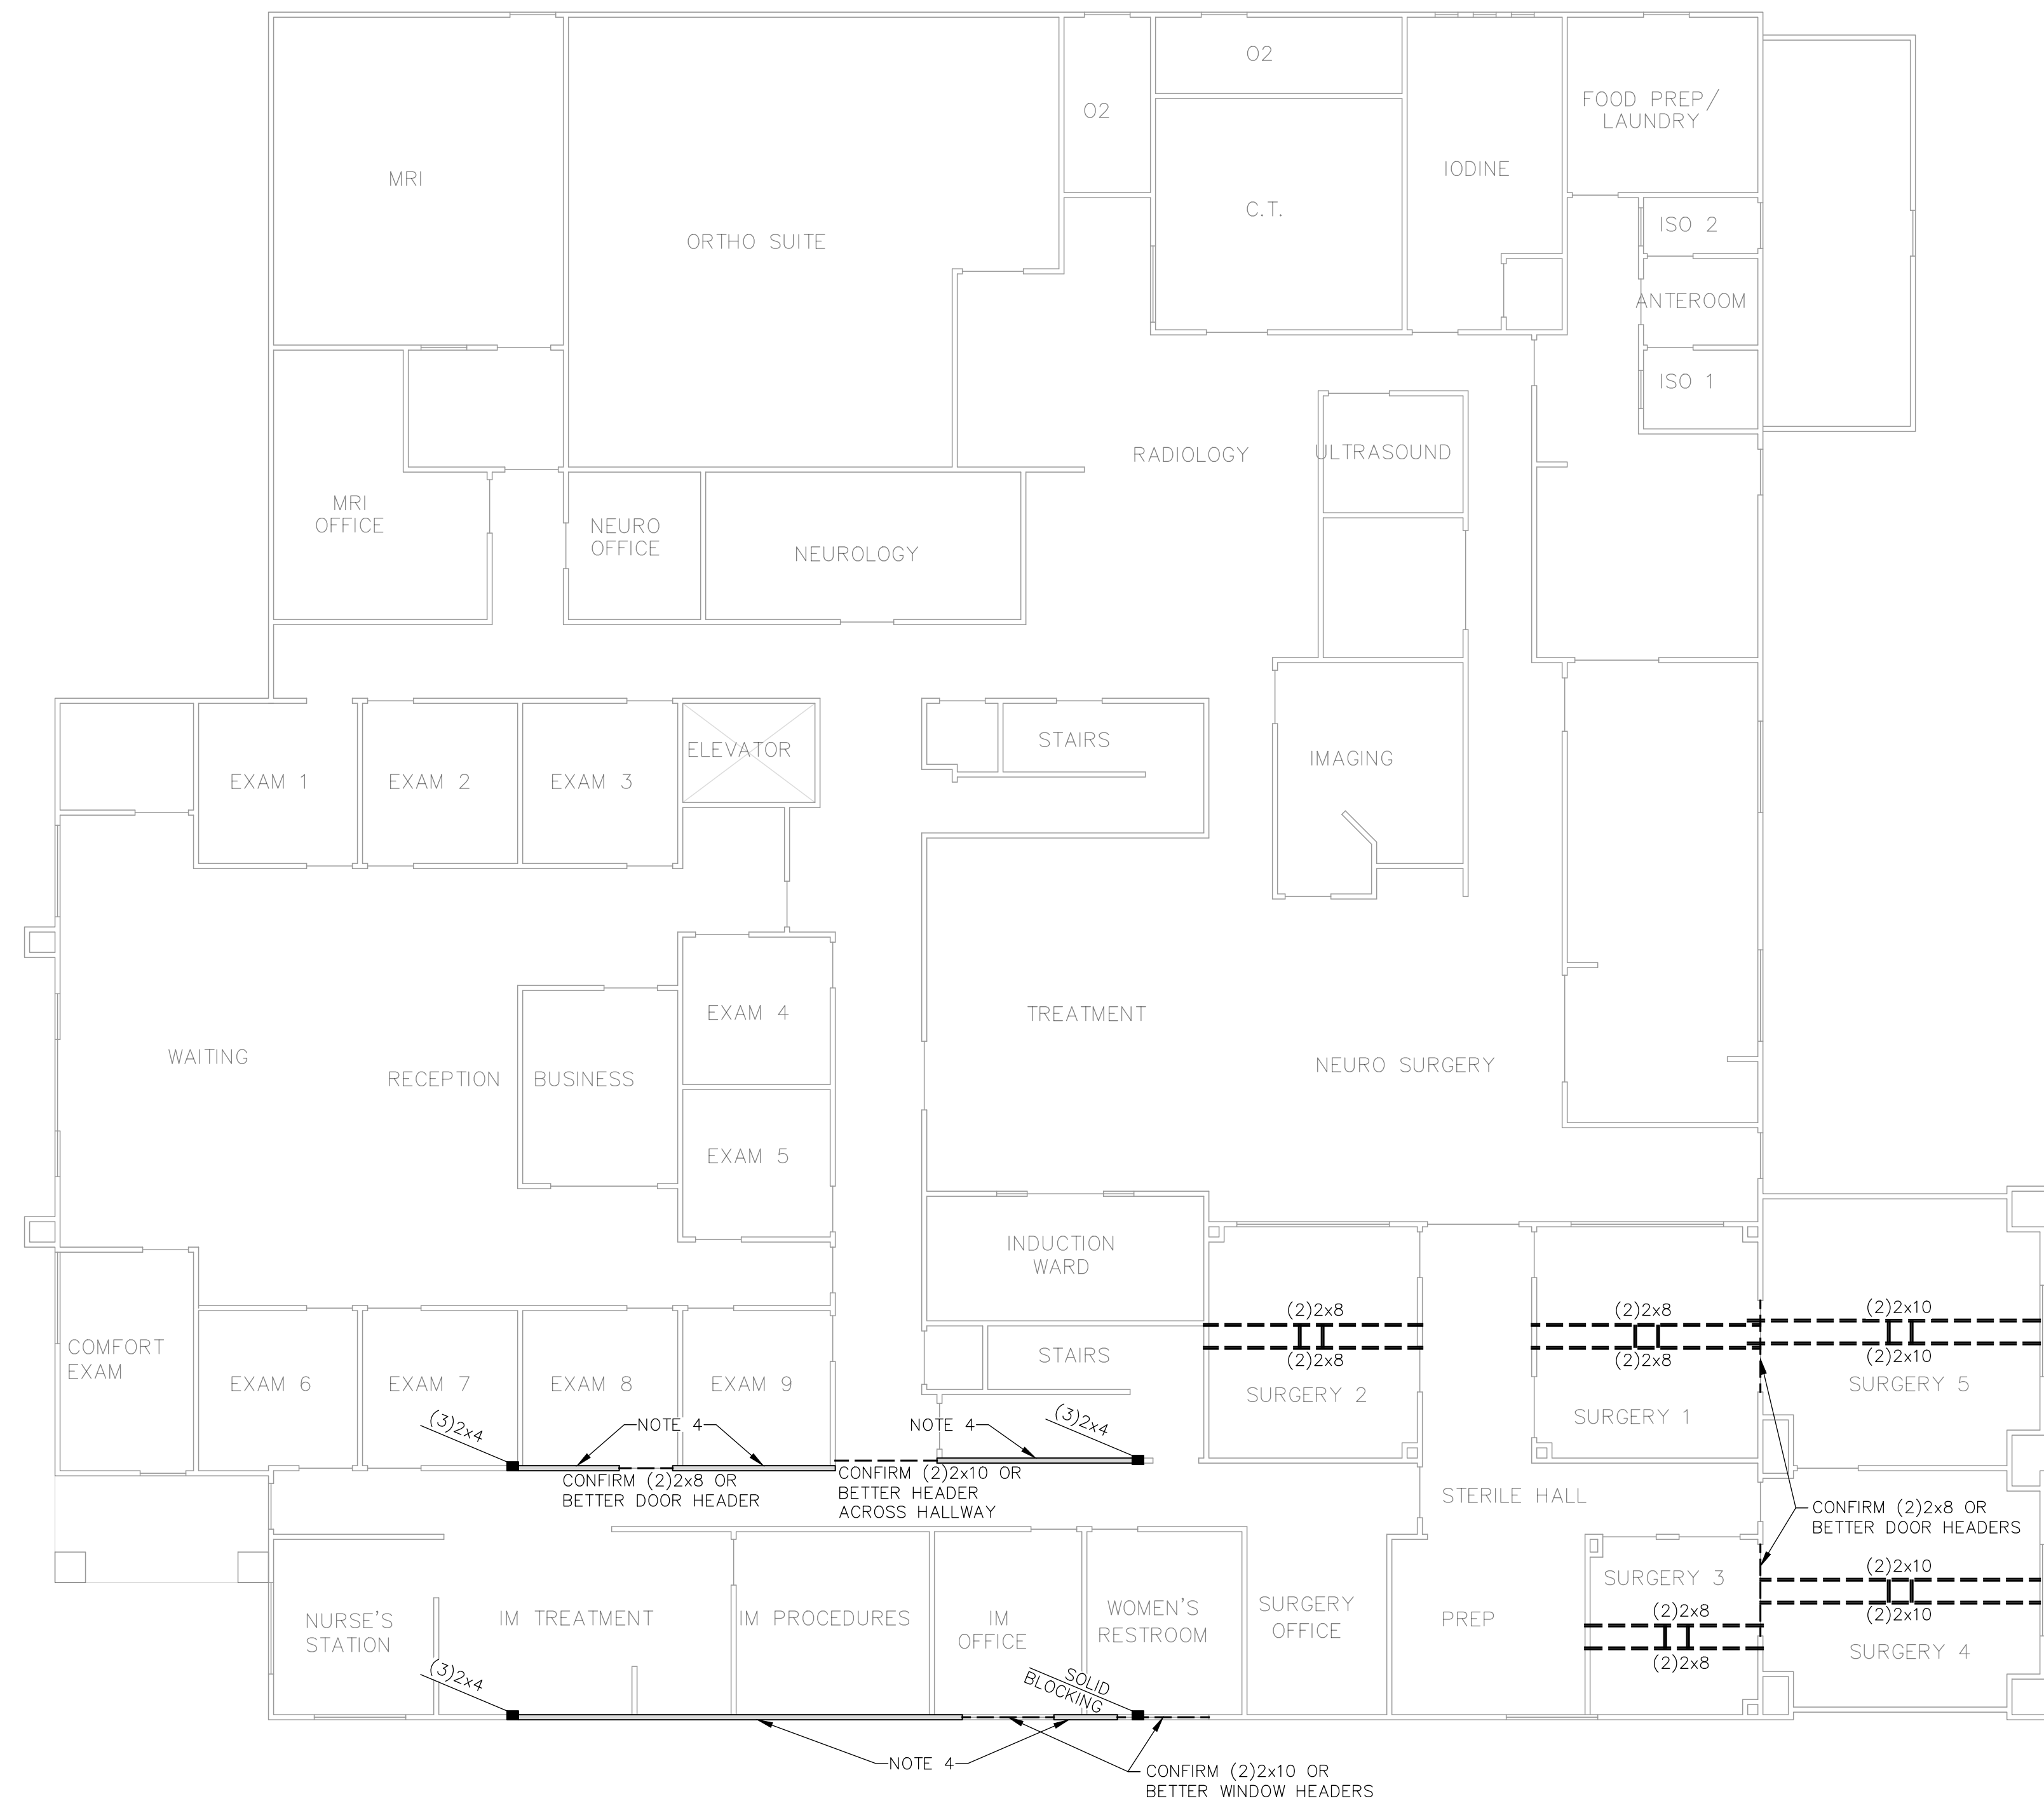 O2
FOOD PREP/
LAUNDRY
O2
IODINE
MRI
C.T.
ISO 2
ORTHO SUITE
ANTEROOM
ISO 1
RADIOLOGY
ULTRASOUND
MRI
OFFICE
NEURO
OFFICE
NEUROLOGY
ELEVATOR
STAIRS
IMAGING
EXAM 1
EXAM 2
EXAM 3
EXAM 4
TREATMENT
WAITING
RECEPTION
BUSINESS
NEURO SURGERY
EXAM 5
INDUCTION
WARD
(2)2x8
(2)2x8
(2)2x10
COMFORT
EXAM
STAIRS
(2)2x8
(2)2x8
(2)2x10
EXAM 6
EXAM 7
EXAM 8
EXAM 9
SURGERY 2
SURGERY 1
SURGERY 5
(3)2x4
NOTE 4
NOTE 4
(3)2x4
CONFIRM (2)2x8 OR
BETTER DOOR HEADER
CONFIRM (2)2x10 OR
BETTER HEADER
ACROSS HALLWAY
STERILE HALL
CONFIRM (2)2x8 OR
BETTER DOOR HEADERS
NURSE'S
STATION
IM TREATMENT
IM PROCEDURES
IM
OFFICE
WOMEN'S
RESTROOM
SURGERY
OFFICE
PREP
SURGERY 3
(2)2x8
(2)2x8
(2)2x10
(2)2x10
SURGERY 4
(3)2x4
SOLID
BLOCKING
NOTE 4
CONFIRM (2)2x10 OR
BETTER WINDOW HEADERS